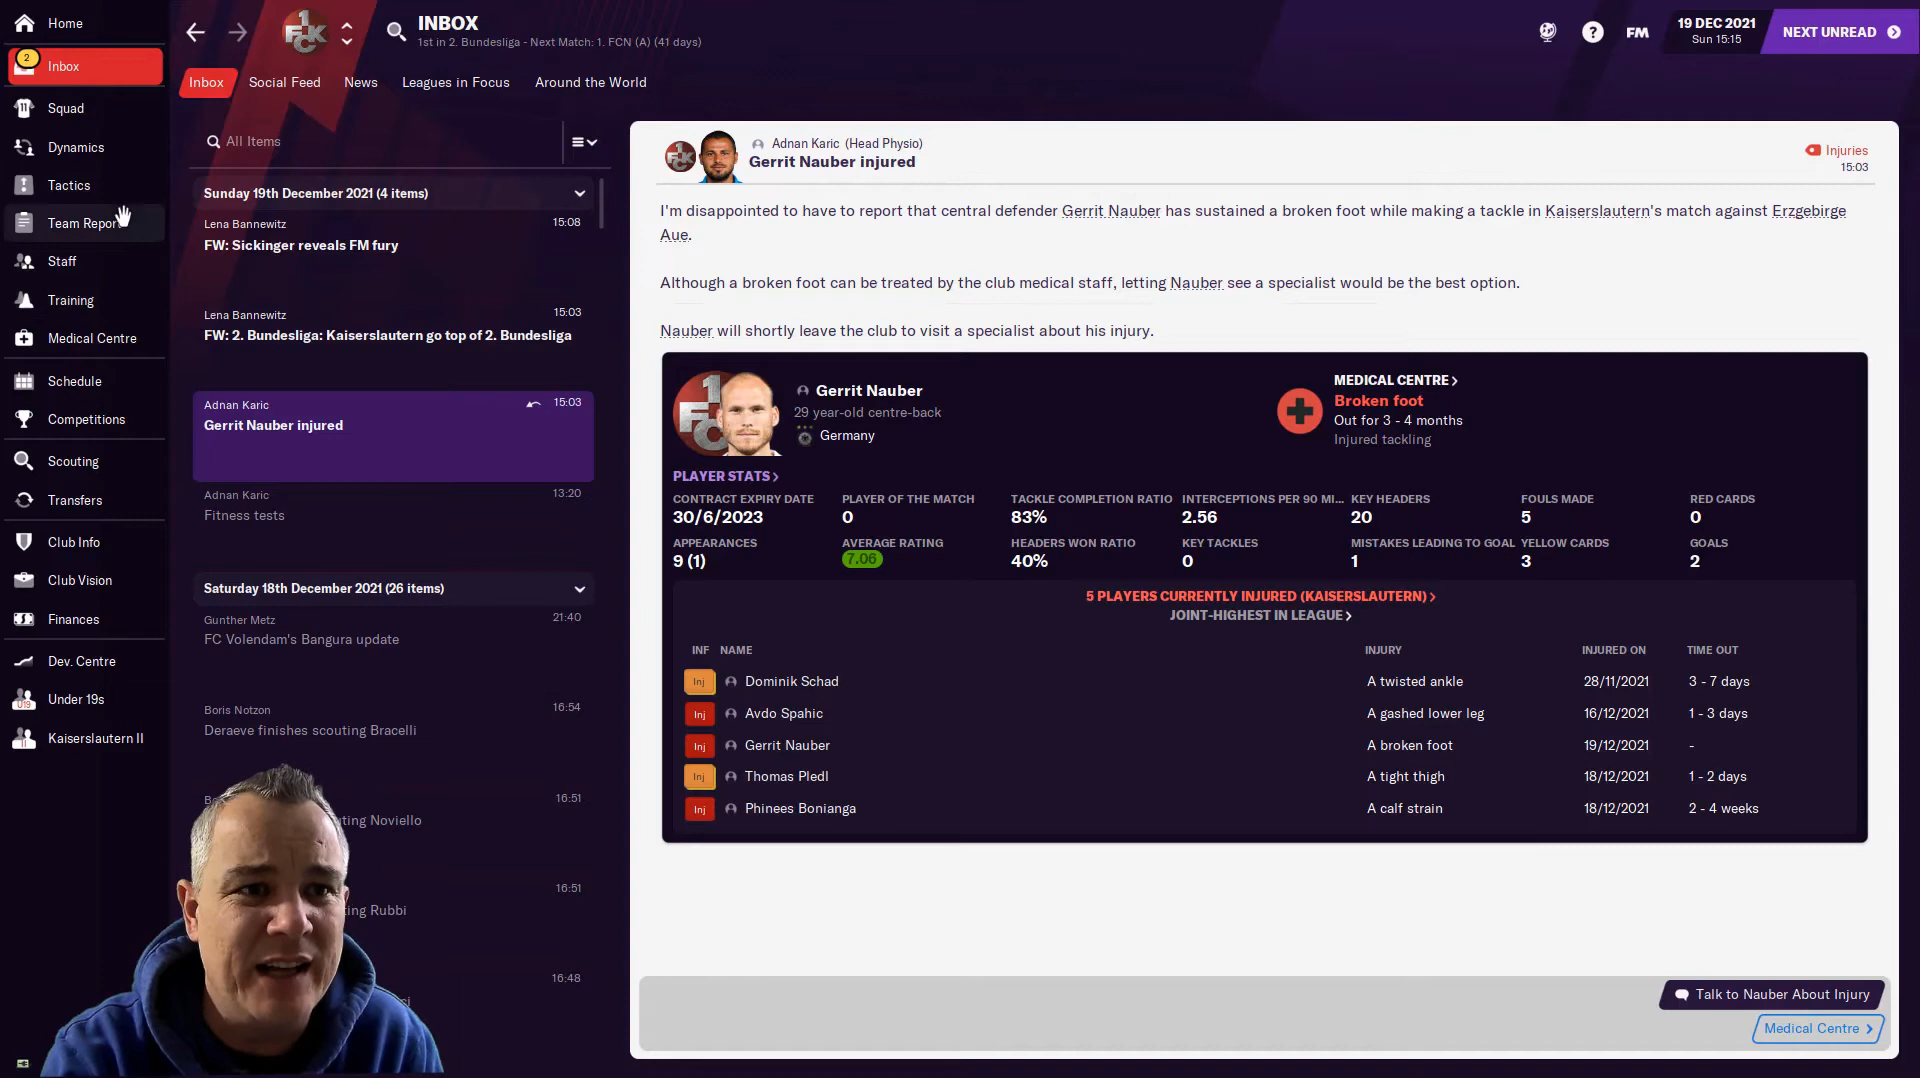 Home
2
Inbox
Squad
Dynamics
Tactics
Team Report
Staff
Training
Medical Centre
Schedule
Competitions
Scouting
Transfers
Club Info
Club Vision
Finances
Dev. Centre
Under 19s
Kaiserslautern II
INBOX
1st in 2. Bundesliga - Next Match: 1. FCN (A) (41 days)
FM
19 DEC 2021
Sun 15:15
NEXT UNREAD
Inbox
Social Feed
News
Leagues in Focus
Around the World
All Items
Sunday 19th December 2021 (4 items)
Lena Bannewitz 15:08
FW: Sickinger reveals FM fury
Lena Bannewitz 15:03
FW: 2. Bundesliga: Kaiserslautern go top of 2. Bundesliga
Adnan Karic 15:03
Gerrit Nauber injured
Adnan Karic 13:20
Fitness tests
Saturday 18th December 2021 (26 items)
Gunther Metz 21:40
FC Volendam's Bangura update
Boris Notzon 16:54
Deraeve finishes scouting Bracelli
16:51
Noviello
16:51
Rubbi
16:48
Adnan Karic (Head Physio)
Gerrit Nauber injured
Injuries
15:03
I'm disappointed to have to report that central defender Gerrit Nauber has sustained a broken foot while making a tackle in Kaiserslautern's match against Erzgebirge
Aue.
Although a broken foot can be treated by the club medical staff, letting Nauber see a specialist would be the best option.
Nauber will shortly leave the club to visit a specialist about his injury.
Gerrit Nauber
29 year-old centre-back
Germany
MEDICAL CENTRE
Broken foot
Out for 3 - 4 months
Injured tackling
PLAYER STATS
CONTRACT EXPIRY DATE PLAYER OF THE MATCH TACKLE COMPLETION RATIO INTERCEPTIONS PER 90 MI... KEY HEADERS FOULS MADE RED CARDS
30/6/2023 0 83% 2.56 20 5 0
APPEARANCES AVERAGE RATING HEADERS WON RATIO KEY TACKLES MISTAKES LEADING TO GOAL YELLOW CARDS GOALS
9 (1) 7.06 40% 0 1 3 2
5 PLAYERS CURRENTLY INJURED (KAISERSLAUTERN)
JOINT-HIGHEST IN LEAGUE
INF NAME INJURY INJURED ON TIME OUT
Inj Dominik Schad A twisted ankle 28/11/2021 3 - 7 days
Inj Avdo Spahic A gashed lower leg 16/12/2021 1 - 3 days
Inj Gerrit Nauber A broken foot 19/12/2021 -
Inj Thomas Pledl A tight thigh 18/12/2021 1 - 2 days
Inj Phinees Bonianga A calf strain 18/12/2021 2 - 4 weeks
Talk to Nauber About Injury
Medical Centre